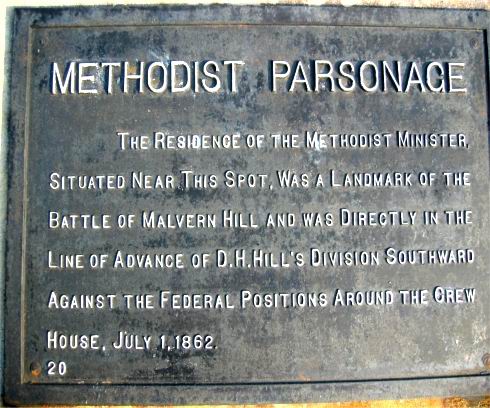 METHODIST PARSONAGE
THE RESIDENCE OF THE METHODIST MINISTER,
SITUATED NEAR THIS SPOT, WAS A LANDMARK OF THE
BATTLE OF MALVERN HILL AND WAS DIRECTLY IN THE
LINE OF ADVANCE OF D.H. HILL'S DIVISION SOUTHWARD
AGAINST THE FEDERAL POSITIONS AROUND THE CREW
HOUSE, JULY 1, 1862.
20